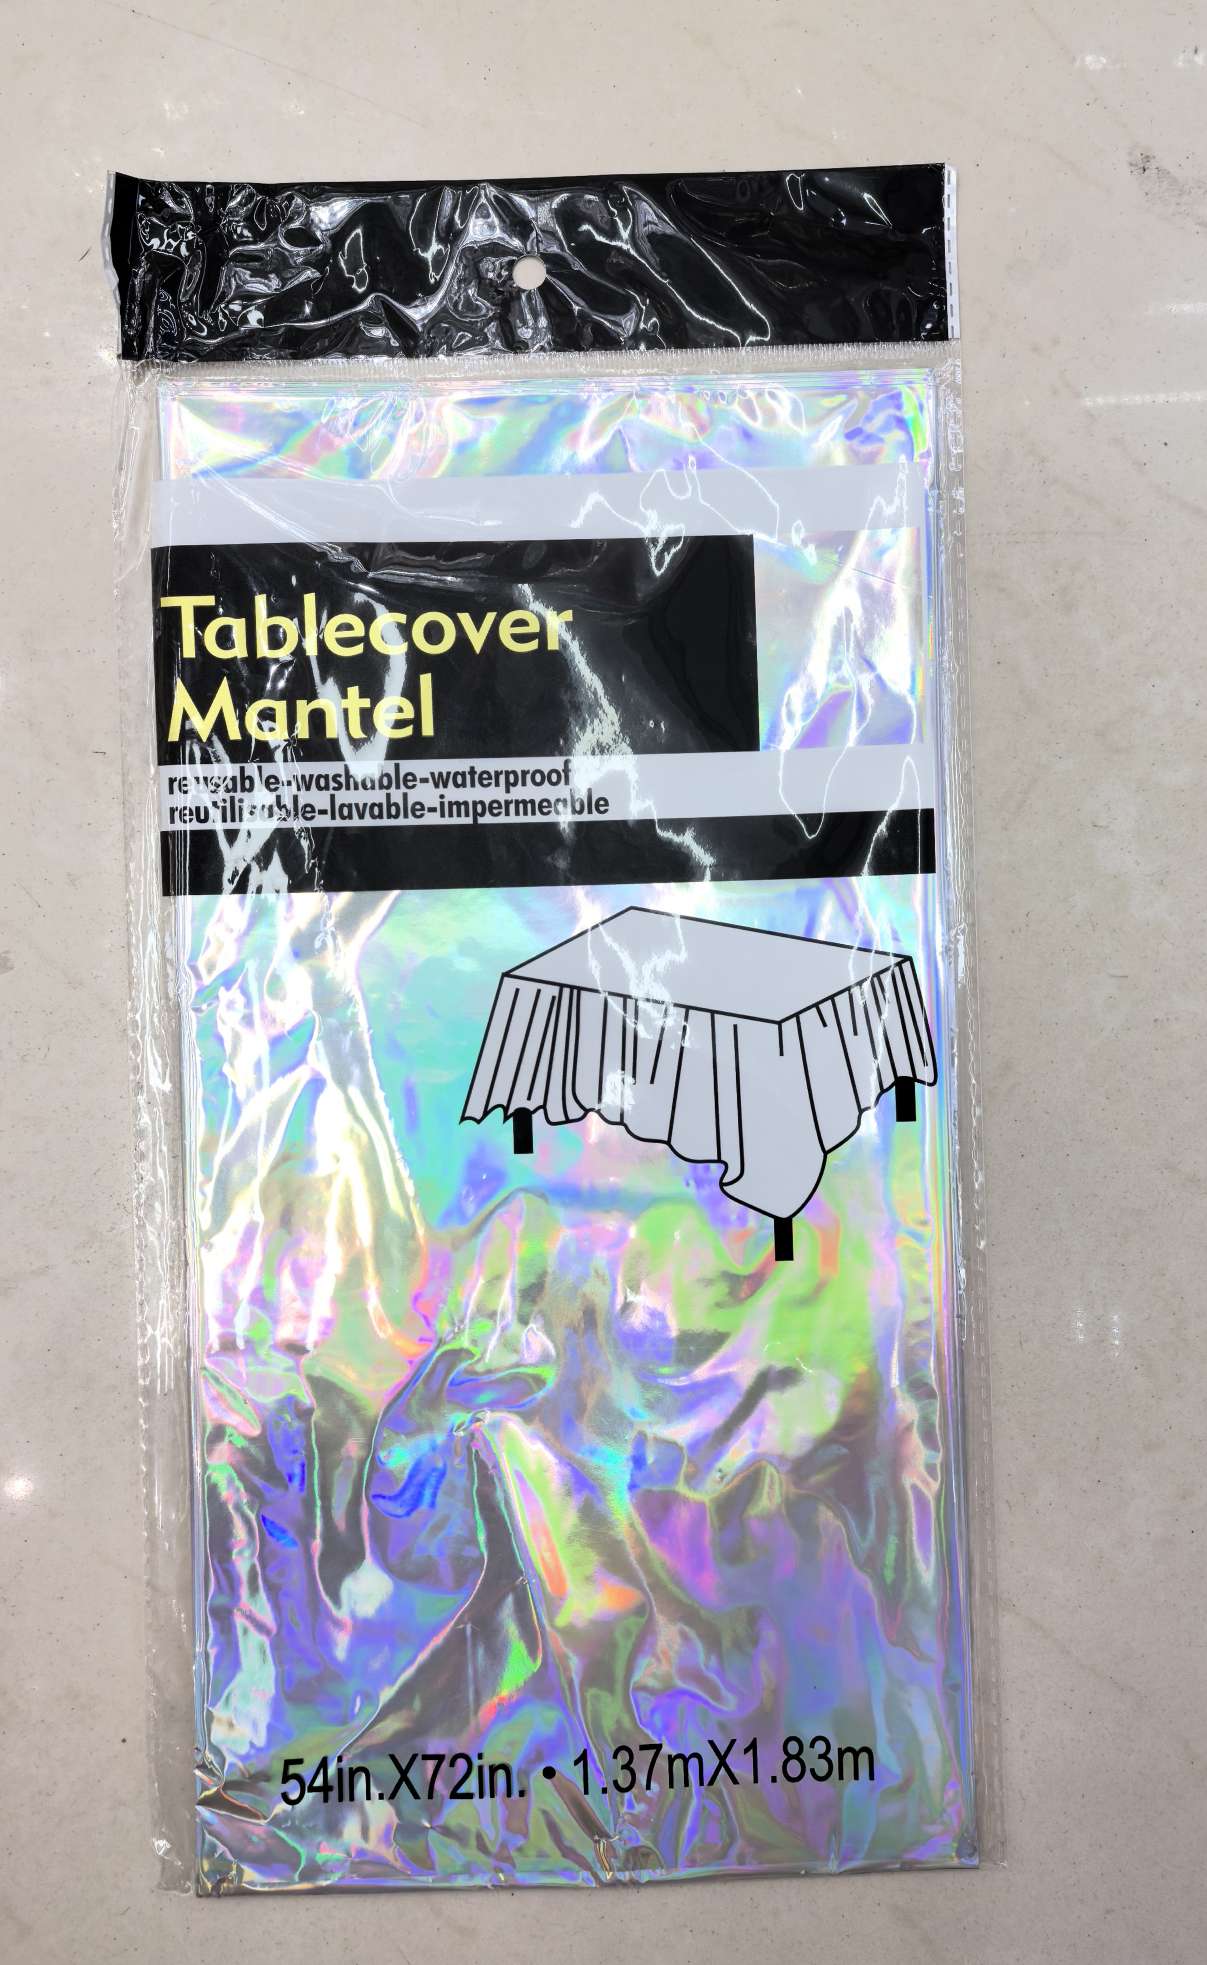 Tablecover
Mantel
reusable-washable-waterproof
reutilisable-lavable-impermeable
54in.X72in. • 1.37mX1.83m